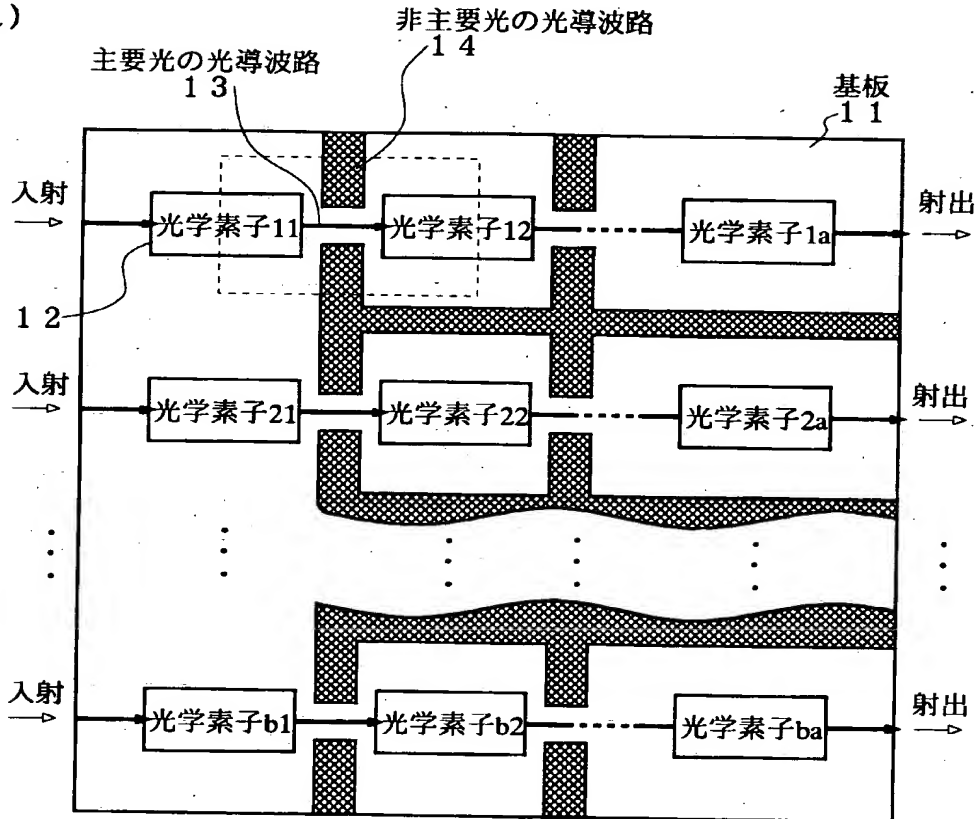 非主要光の光導波路
14
主要光の光導波路
13
基板
11
入射
光学素子11
光学素子12
光学素子1a
射出
12
入射
光学素子21
光学素子22
光学素子2a
射出
入射
光学素子b1
光学素子b2
光学素子ba
射出